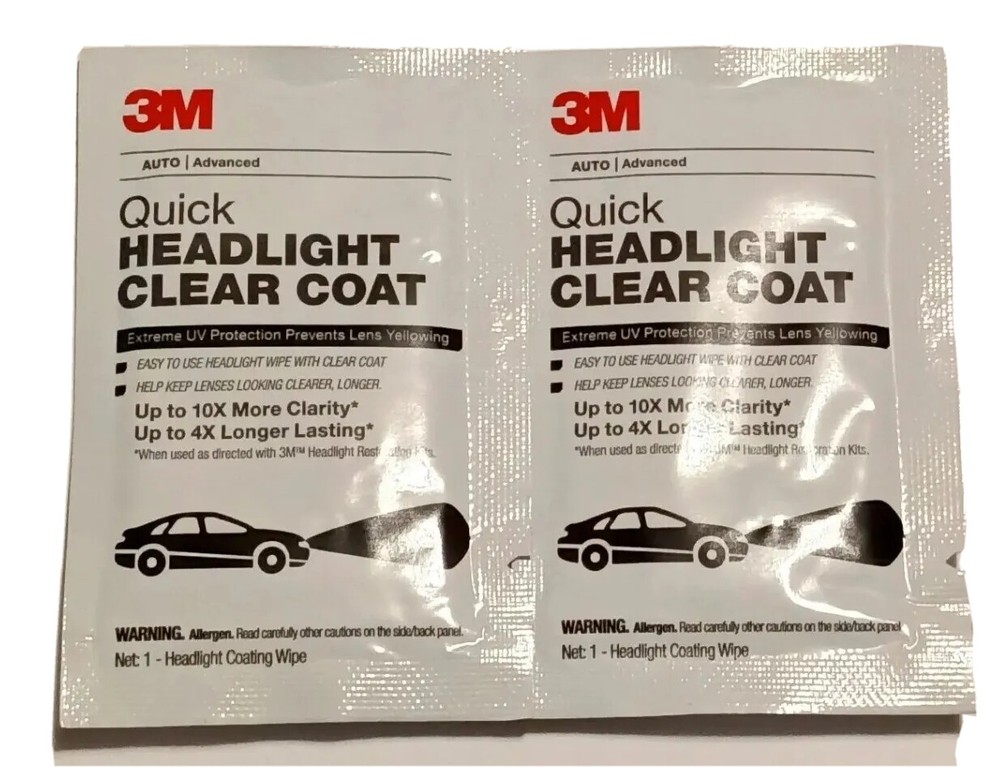 3M
AUTO | Advanced
Quick
HEADLIGHT
CLEAR COAT
Extreme UV Protection Prevents Lens Yellowing
EASY TO USE HEADLIGHT WIPE WITH CLEAR COAT
HELP KEEP LENSES LOOKING CLEARER, LONGER.
Up to 10X More Clarity*
Up to 4X Longer Lasting*
*When used as directed with 3M™ Headlight Restoration Kits.
WARNING. Allergen. Read carefully other cautions on the side/back panel.
Net: 1 - Headlight Coating Wipe
3M
AUTO | Advanced
Quick
HEADLIGHT
CLEAR COAT
Extreme UV Protection Prevents Lens Yellowing
EASY TO USE HEADLIGHT WIPE WITH CLEAR COAT
HELP KEEP LENSES LOOKING CLEARER, LONGER.
Up to 10X More Clarity*
Up to 4X Longer Lasting*
*When used as directed 3M™ Headlight Restoration Kits.
WARNING. Allergen. Read carefully other cautions on the side/back panel
Net: 1 - Headlight Coating Wipe